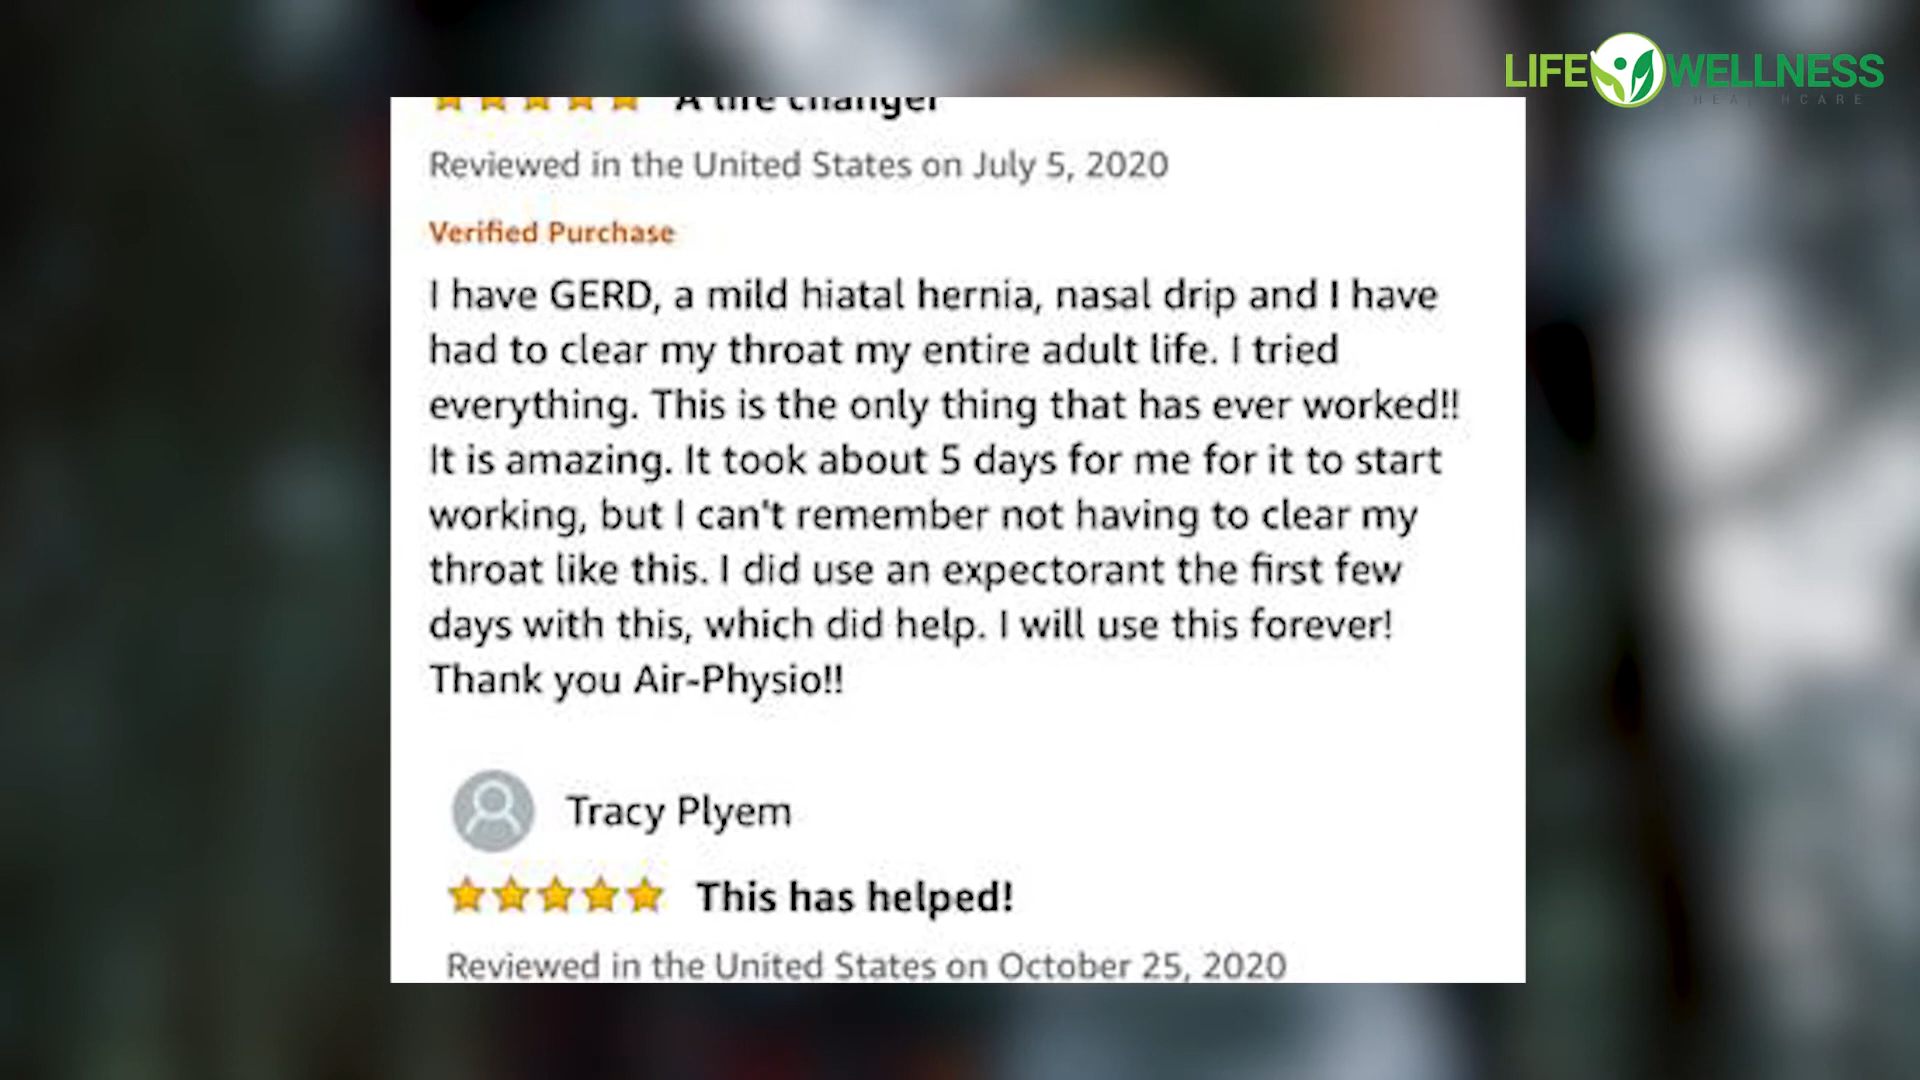 LIFE WELLNESS
HEALTHCARE
A life changer
Reviewed in the United States on July 5, 2020
Verified Purchase
I have GERD, a mild hiatal hernia, nasal drip and I have
had to clear my throat my entire adult life. I tried
everything. This is the only thing that has ever worked!!
It is amazing. It took about 5 days for me for it to start
working, but I can't remember not having to clear my
throat like this. I did use an expectorant the first few
days with this, which did help. I will use this forever!
Thank you Air-Physio!!
Tracy Plyem
This has helped!
Reviewed in the United States on October 25, 2020